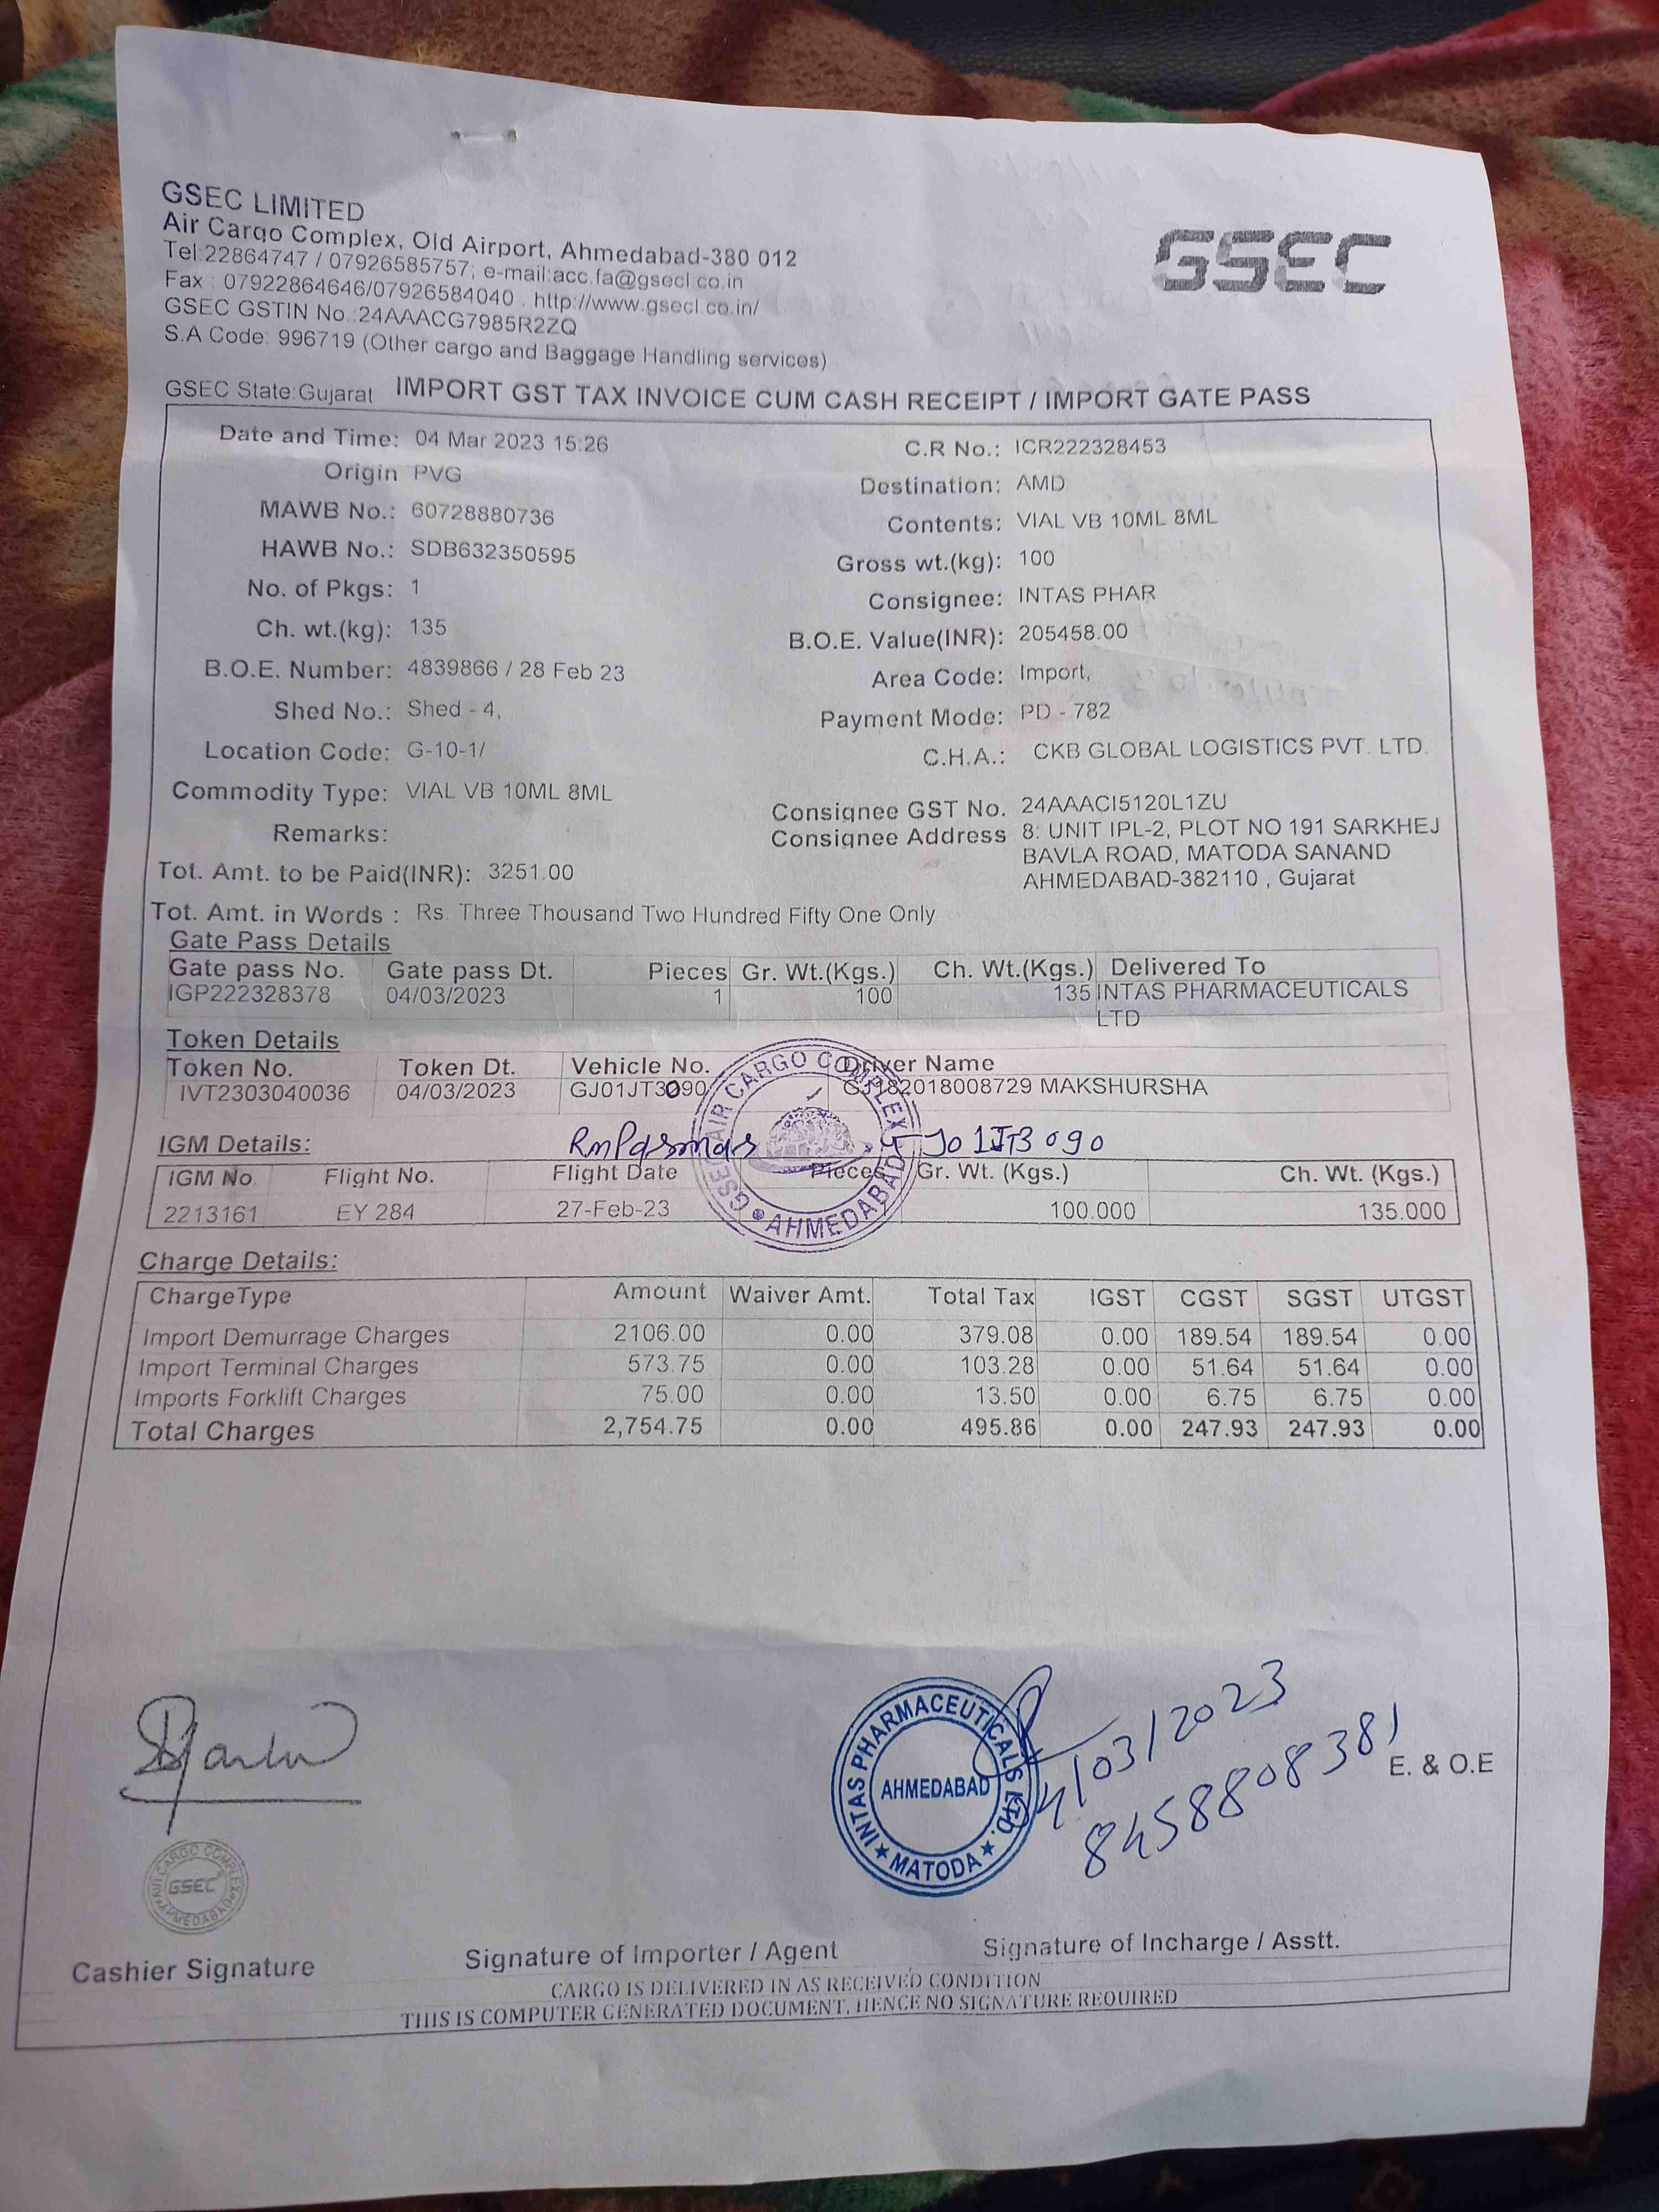 GSEC LIMITED
Air Cargo Complex, Old Airport, Ahmedabad-380 012
Tel:22864747 / 07926585757; e-mail:acc.fa@gsecl.co.in
Fax : 07922864646/07926584040 . http://www.gsecl.co.in/
GSEC GSTIN No.:24AAACG7985R2ZQ
S.A Code: 996719 (Other cargo and Baggage Handling services)
GSEC
GSEC State:Gujarat IMPORT GST TAX INVOICE CUM CASH RECEIPT / IMPORT GATE PASS
Date and Time: 04 Mar 2023 15:26 C.R No.: ICR222328453
Origin PVG Destination: AMD
MAWB No.: 60728880736 Contents: VIAL VB 10ML 8ML
HAWB No.: SDB632350595 Gross wt.(kg): 100
No. of Pkgs: 1 Consignee: INTAS PHAR
Ch. wt.(kg): 135 B.O.E. Value(INR): 205458.00
B.O.E. Number: 4839866 / 28 Feb 23 Area Code: Import,
Shed No.: Shed - 4, Payment Mode: PD - 782
Location Code: G-10-1/ C.H.A.: CKB GLOBAL LOGISTICS PVT. LTD.
Commodity Type: VIAL VB 10ML 8ML Consignee GST No. 24AAACI5120L1ZU
Remarks: Consignee Address 8: UNIT IPL-2, PLOT NO 191 SARKHEJ
BAVLA ROAD, MATODA SANAND
AHMEDABAD-382110 , Gujarat
Tot. Amt. to be Paid(INR): 3251.00
Tot. Amt. in Words : Rs. Three Thousand Two Hundred Fifty One Only
Gate Pass Details
Gate pass No. Gate pass Dt. Pieces Gr. Wt.(Kgs.) Ch. Wt.(Kgs.) Delivered To
IGP222328378 04/03/2023 1 100 135 INTAS PHARMACEUTICALS
LTD
Token Details
Token No. Token Dt. Vehicle No. Driver Name
IVT2303040036 04/03/2023 GJ01JT3090 GJ182018008729 MAKSHURSHA
GSEC AIR CARGO COMPLEX AHMEDABAD
IGM Details:
IGM No. Flight No. Flight Date Pieces Gr. Wt. (Kgs.) Ch. Wt. (Kgs.)
2213161 EY 284 27-Feb-23 1 100.000 135.000
Charge Details:
ChargeType Amount Waiver Amt. Total Tax IGST CGST SGST UTGST
Import Demurrage Charges 2106.00 0.00 379.08 0.00 189.54 189.54 0.00
Import Terminal Charges 573.75 0.00 103.28 0.00 51.64 51.64 0.00
Imports Forklift Charges 75.00 0.00 13.50 0.00 6.75 6.75 0.00
Total Charges 2,754.75 0.00 495.86 0.00 247.93 247.93 0.00
INTAS PHARMACEUTICALS LTD.
AHMEDABAD
★ MATODA ★
4/03/2023
8458808381
E. & O.E
AIR CARGO COMPLEX
GSEC
AHMEDABAD
Cashier Signature Signature of Importer / Agent Signature of Incharge / Asstt.
CARGO IS DELIVERED IN AS RECEIVED CONDITION
THIS IS COMPUTER GENERATED DOCUMENT, HENCE NO SIGNATURE REQUIRED